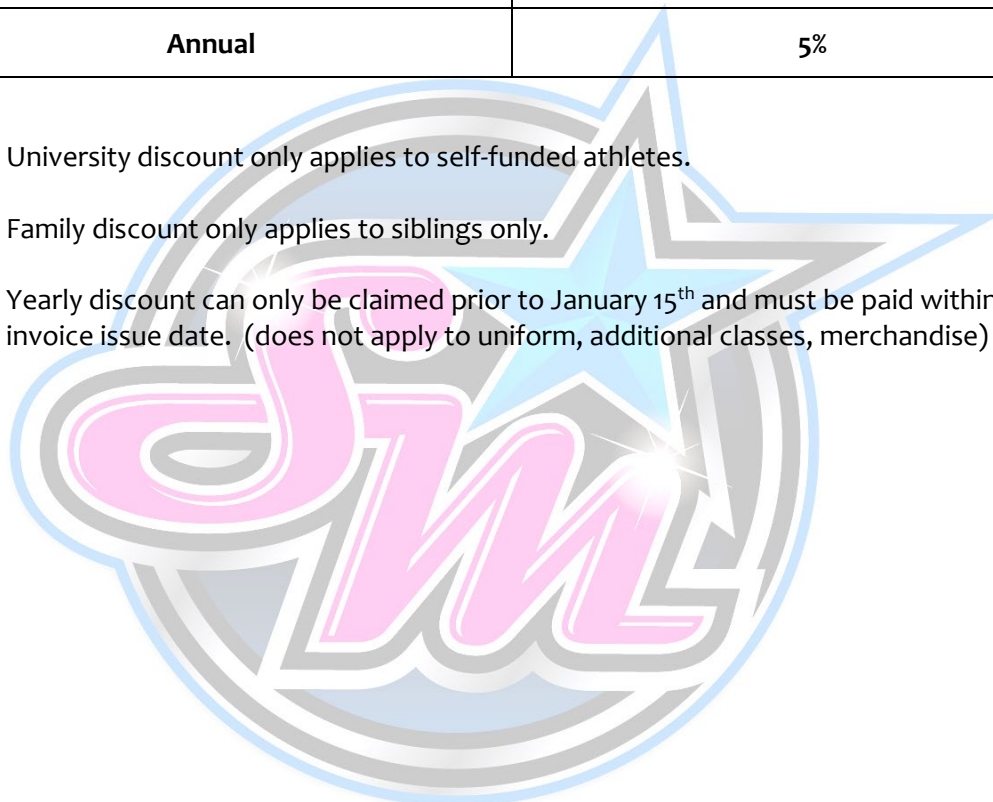 Annual 5%
University discount only applies to self-funded athletes.
Family discount only applies to siblings only.
Yearly discount can only be claimed prior to January 15th and must be paid within
invoice issue date. (does not apply to uniform, additional classes, merchandise)
SM